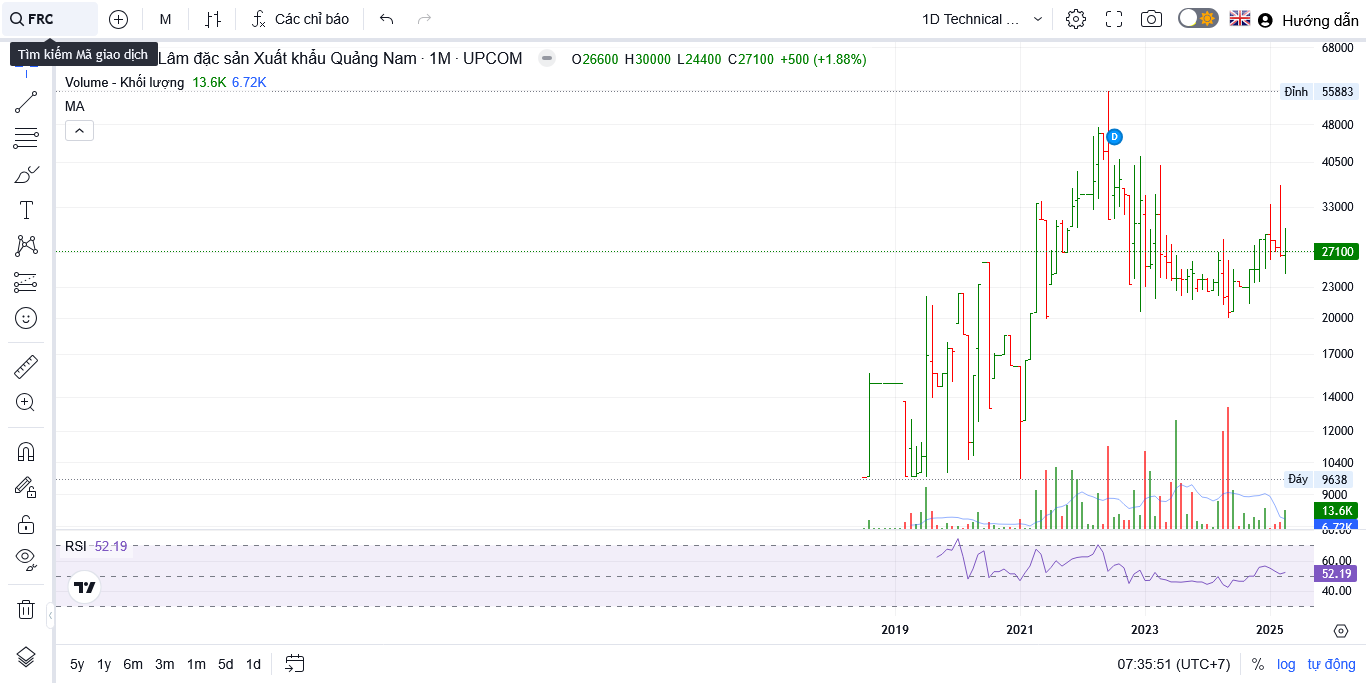 FRC
M
Các chỉ báo
1D Technical ...
Hướng dẫn
Tìm kiếm Mã giao dịch
Lâm đặc sản Xuất khẩu Quảng Nam · 1M · UPCOM
O26600 H30000 L24400 C27100 +500 (+1.88%)
Volume - Khối lượng 13.6K 6.72K
MA
68000
Đỉnh 55883
D
48000
40500
33000
27100
23000
20000
17000
14000
12000
10400
Đáy 9638
9000
13.6K
6.72K
80.00
RSI 52.19
60.00
52.19
40.00
2019 2021 2023 2025
5y 1y 6m 3m 1m 5d 1d
07:35:51 (UTC+7) % log tự động